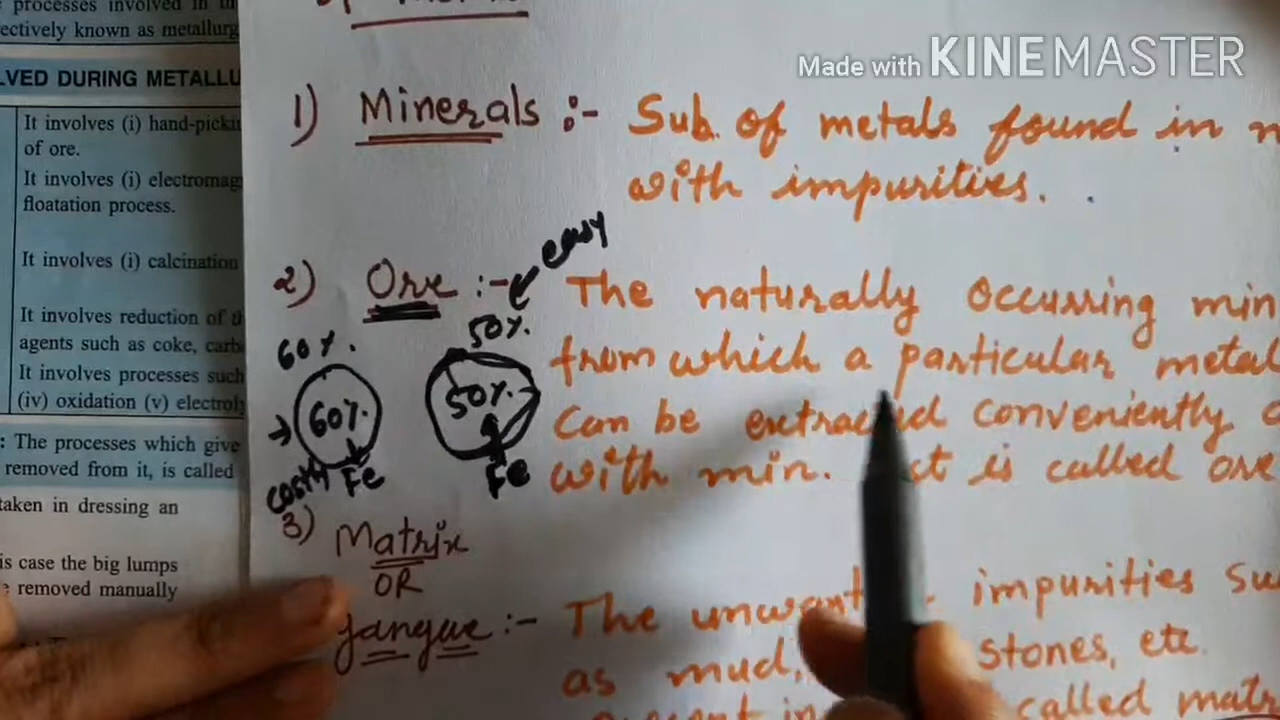 processes involved in
ectively known as metallurg
LVED DURING METALLU
It involves (i) hand-picki
of ore.
It involves (i) electromag
floatation process.
It involves (i) calcination
It involves reduction of
agents such as coke, carb
It involves processes such
(iv) oxidation (v) electrol
: The processes which give
removed from it, is called
taken in dressing an
is case the big lumps
removed manually
Made with KINEMASTER
1) Minerals :- Sub. of metals found in n
with impurities.
2) Ore :- The naturally occurring min
from which a particular metal
Can be extracted conveniently
with min. is called ore
easy
50%.
50%.
Fe
60%.
60%.
Fe
costly
3) Matrix
OR
gangue :- The unwant impurities su
as mud, stones, etc.
called matr